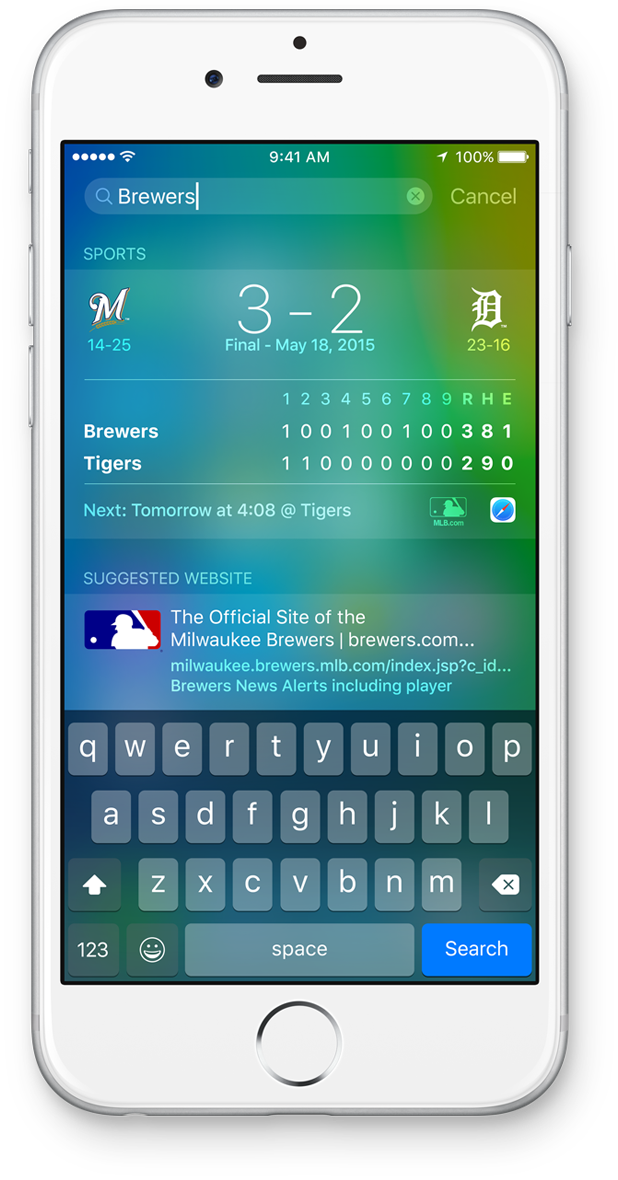 9:41 AM 100%
Brewers Cancel
SPORTS
M D
3 - 2
14-25 Final - May 18, 2015 23-16
1 2 3 4 5 6 7 8 9 R H E
Brewers 1 0 0 1 0 0 1 0 0 3 8 1
Tigers 1 1 0 0 0 0 0 0 0 2 9 0
Next: Tomorrow at 4:08 @ Tigers
MLB.com
SUGGESTED WEBSITE
The Official Site of the
Milwaukee Brewers | brewers.com...
milwaukee.brewers.mlb.com/index.jsp?c_id...
Brewers News Alerts including player
q w e r t y u i o p
a s d f g h j k l
z x c v b n m
123 space Search